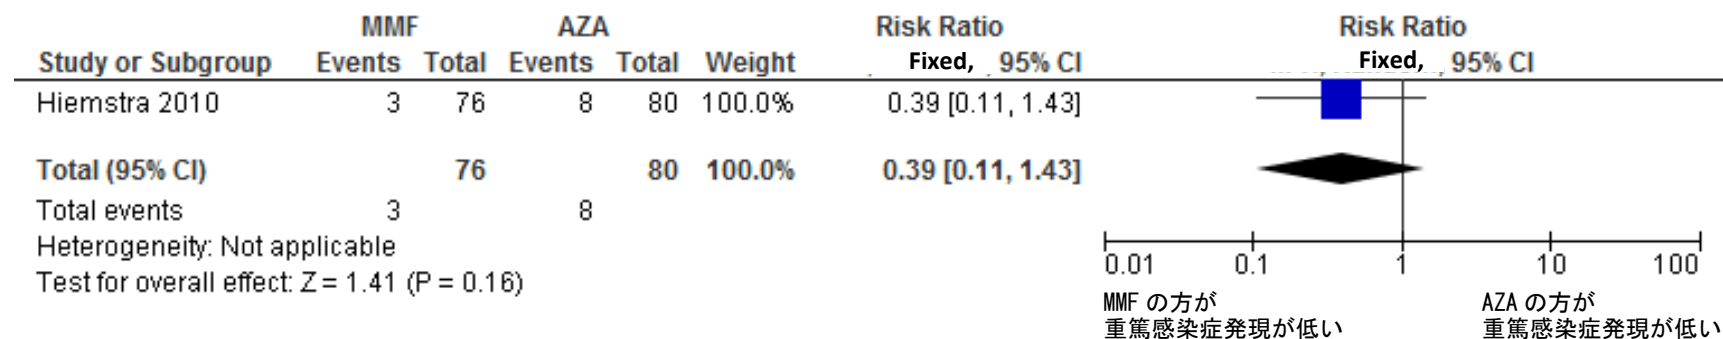 MMF AZA Risk Ratio Risk Ratio
Study or Subgroup Events Total Events Total Weight Fixed, , 95% CI Fixed, , 95% CI
Hiemstra 2010 3 76 8 80 100.0% 0.39 [0.11, 1.43]
Total (95% CI) 76 80 100.0% 0.39 [0.11, 1.43]
Total events 3 8
Heterogeneity: Not applicable
Test for overall effect: Z = 1.41 (P = 0.16)
0.01 0.1 1 10 100
MMF の方が
重篤感染症発現が低い
AZA の方が
重篤感染症発現が低い